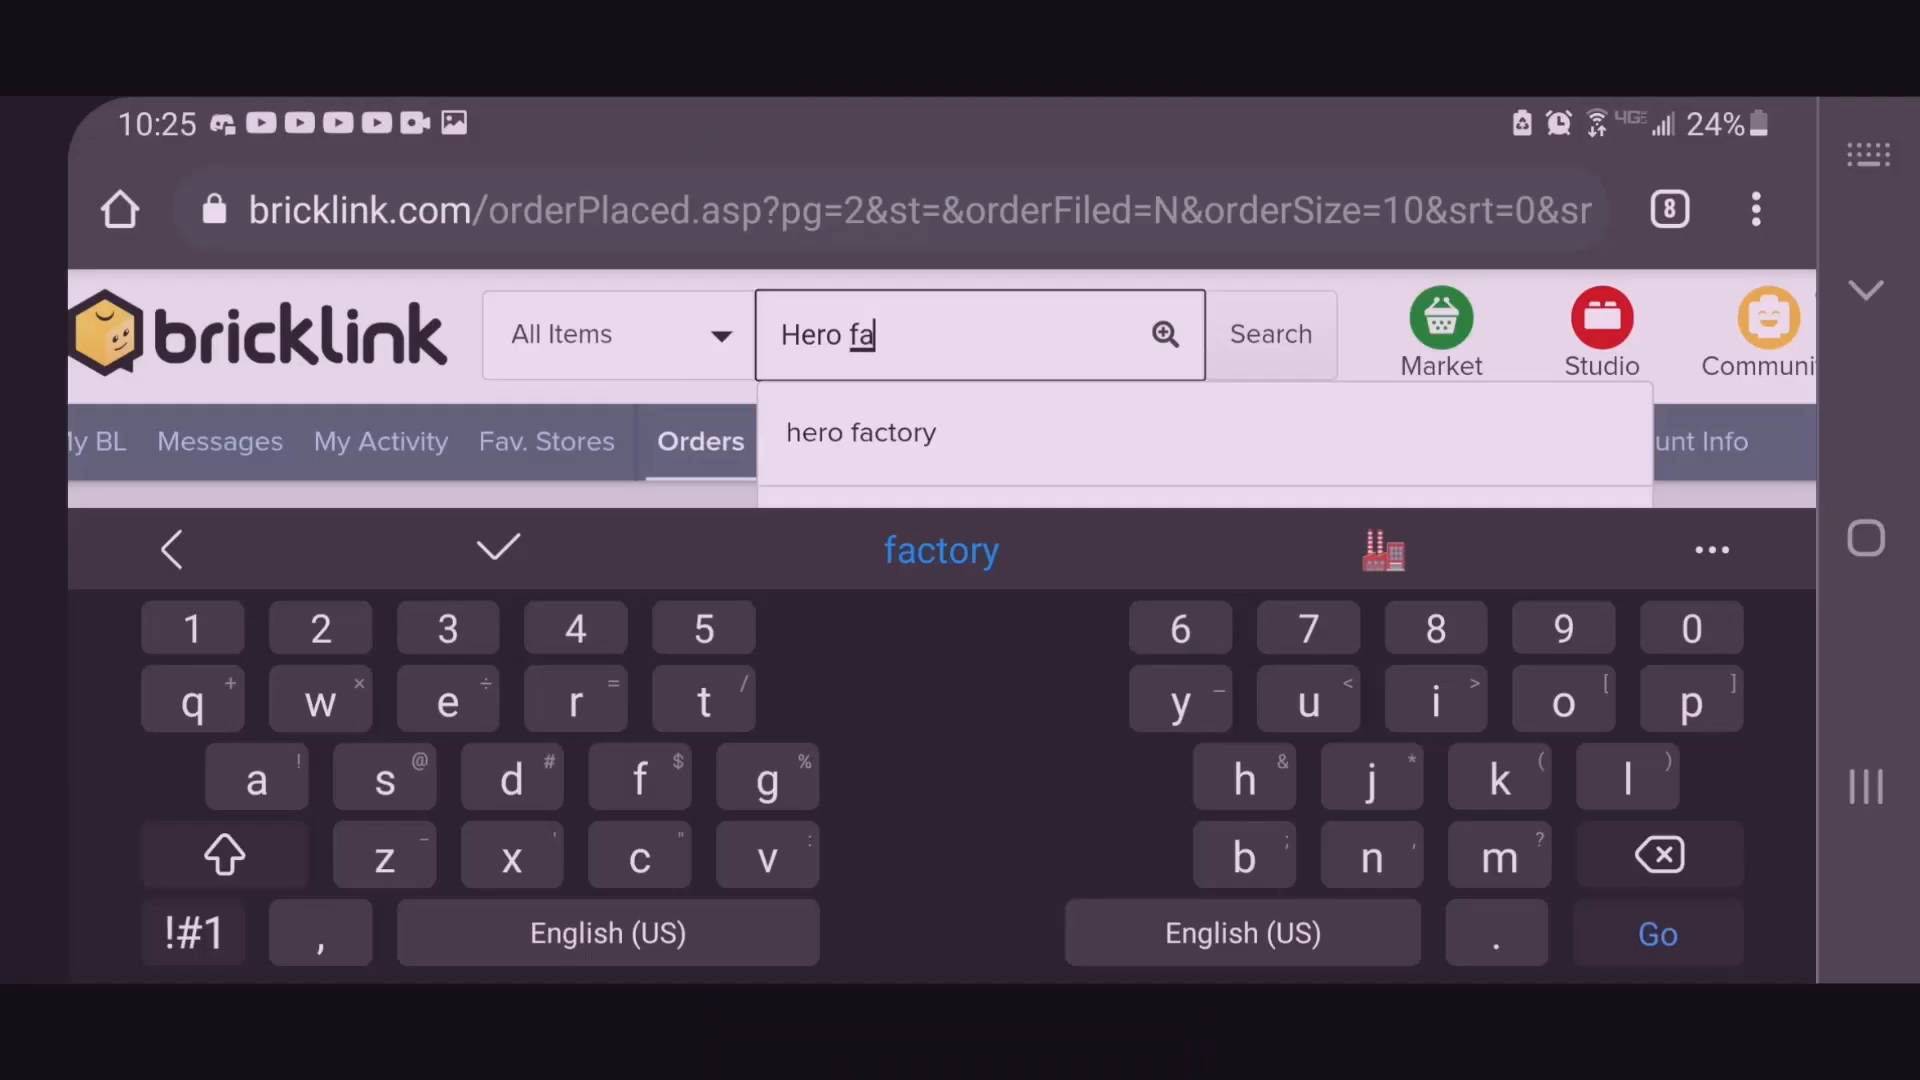 10:25 4G 24%
bricklink.com/orderPlaced.asp?pg=2&st=&orderFiled=N&orderSize=10&srt=0&sr 8
bricklink All Items Hero fa Search Market Studio Communi
ly BL Messages My Activity Fav. Stores Orders hero factory unt Info
factory
1 2 3 4 5 6 7 8 9 0
q + w × e ÷ r = t / y _ u < i > o [ p ]
a ! s @ d # f $ g % h & j * k ( l )
z - x ' c " v : b ; n , m ?
!#1 , English (US) English (US) . Go